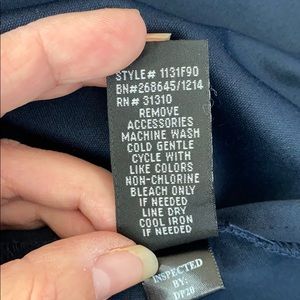 STYLE# 1131F90
BN#268645/1214
RN# 31310
REMOVE
ACCESSORIES
MACHINE WASH
COLD GENTLE
CYCLE WITH
LIKE COLORS
NON-CHLORINE
BLEACH ONLY
IF NEEDED
LINE DRY
COOL IRON
IF NEEDED
INSPECTED
BY:
DP20